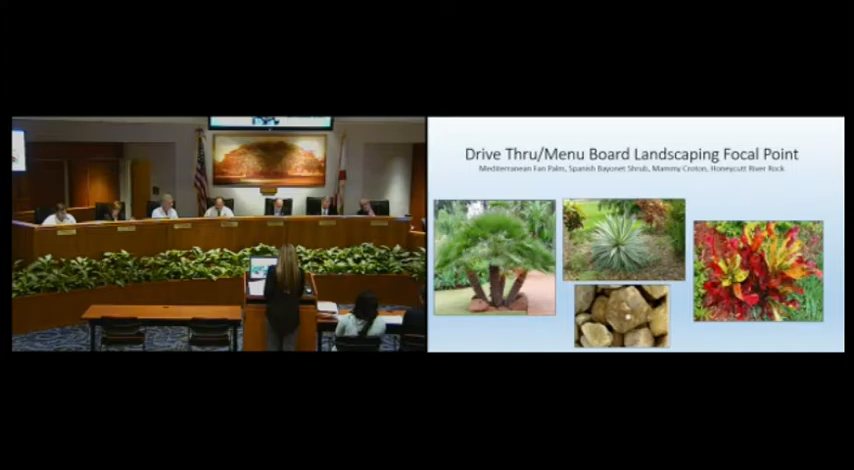 Drive Thru/Menu Board Landscaping Focal Point
Mediterranean Fan Palm, Spanish Bayonet Shrub, Mammy Croton, Honeycutt River Rock